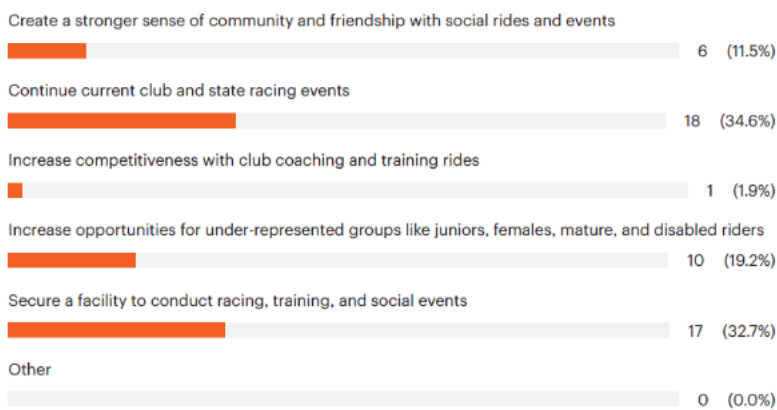 Create a stronger sense of community and friendship with social rides and events
6 (11.5%)
Continue current club and state racing events
18 (34.6%)
Increase competitiveness with club coaching and training rides
1 (1.9%)
Increase opportunities for under-represented groups like juniors, females, mature, and disabled riders
10 (19.2%)
Secure a facility to conduct racing, training, and social events
17 (32.7%)
Other
0 (0.0%)